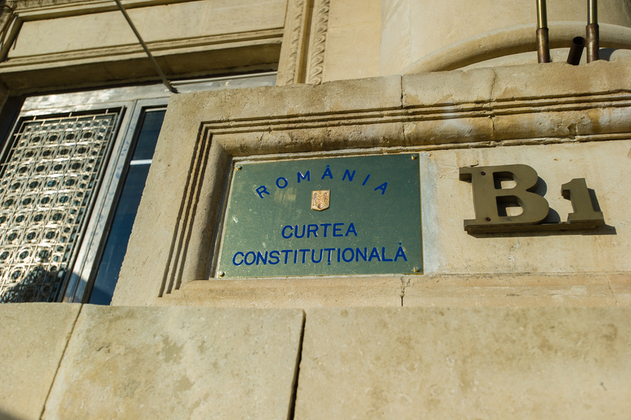 ROMÂNIA
CURTEA
CONSTITUȚIONALĂ
B1